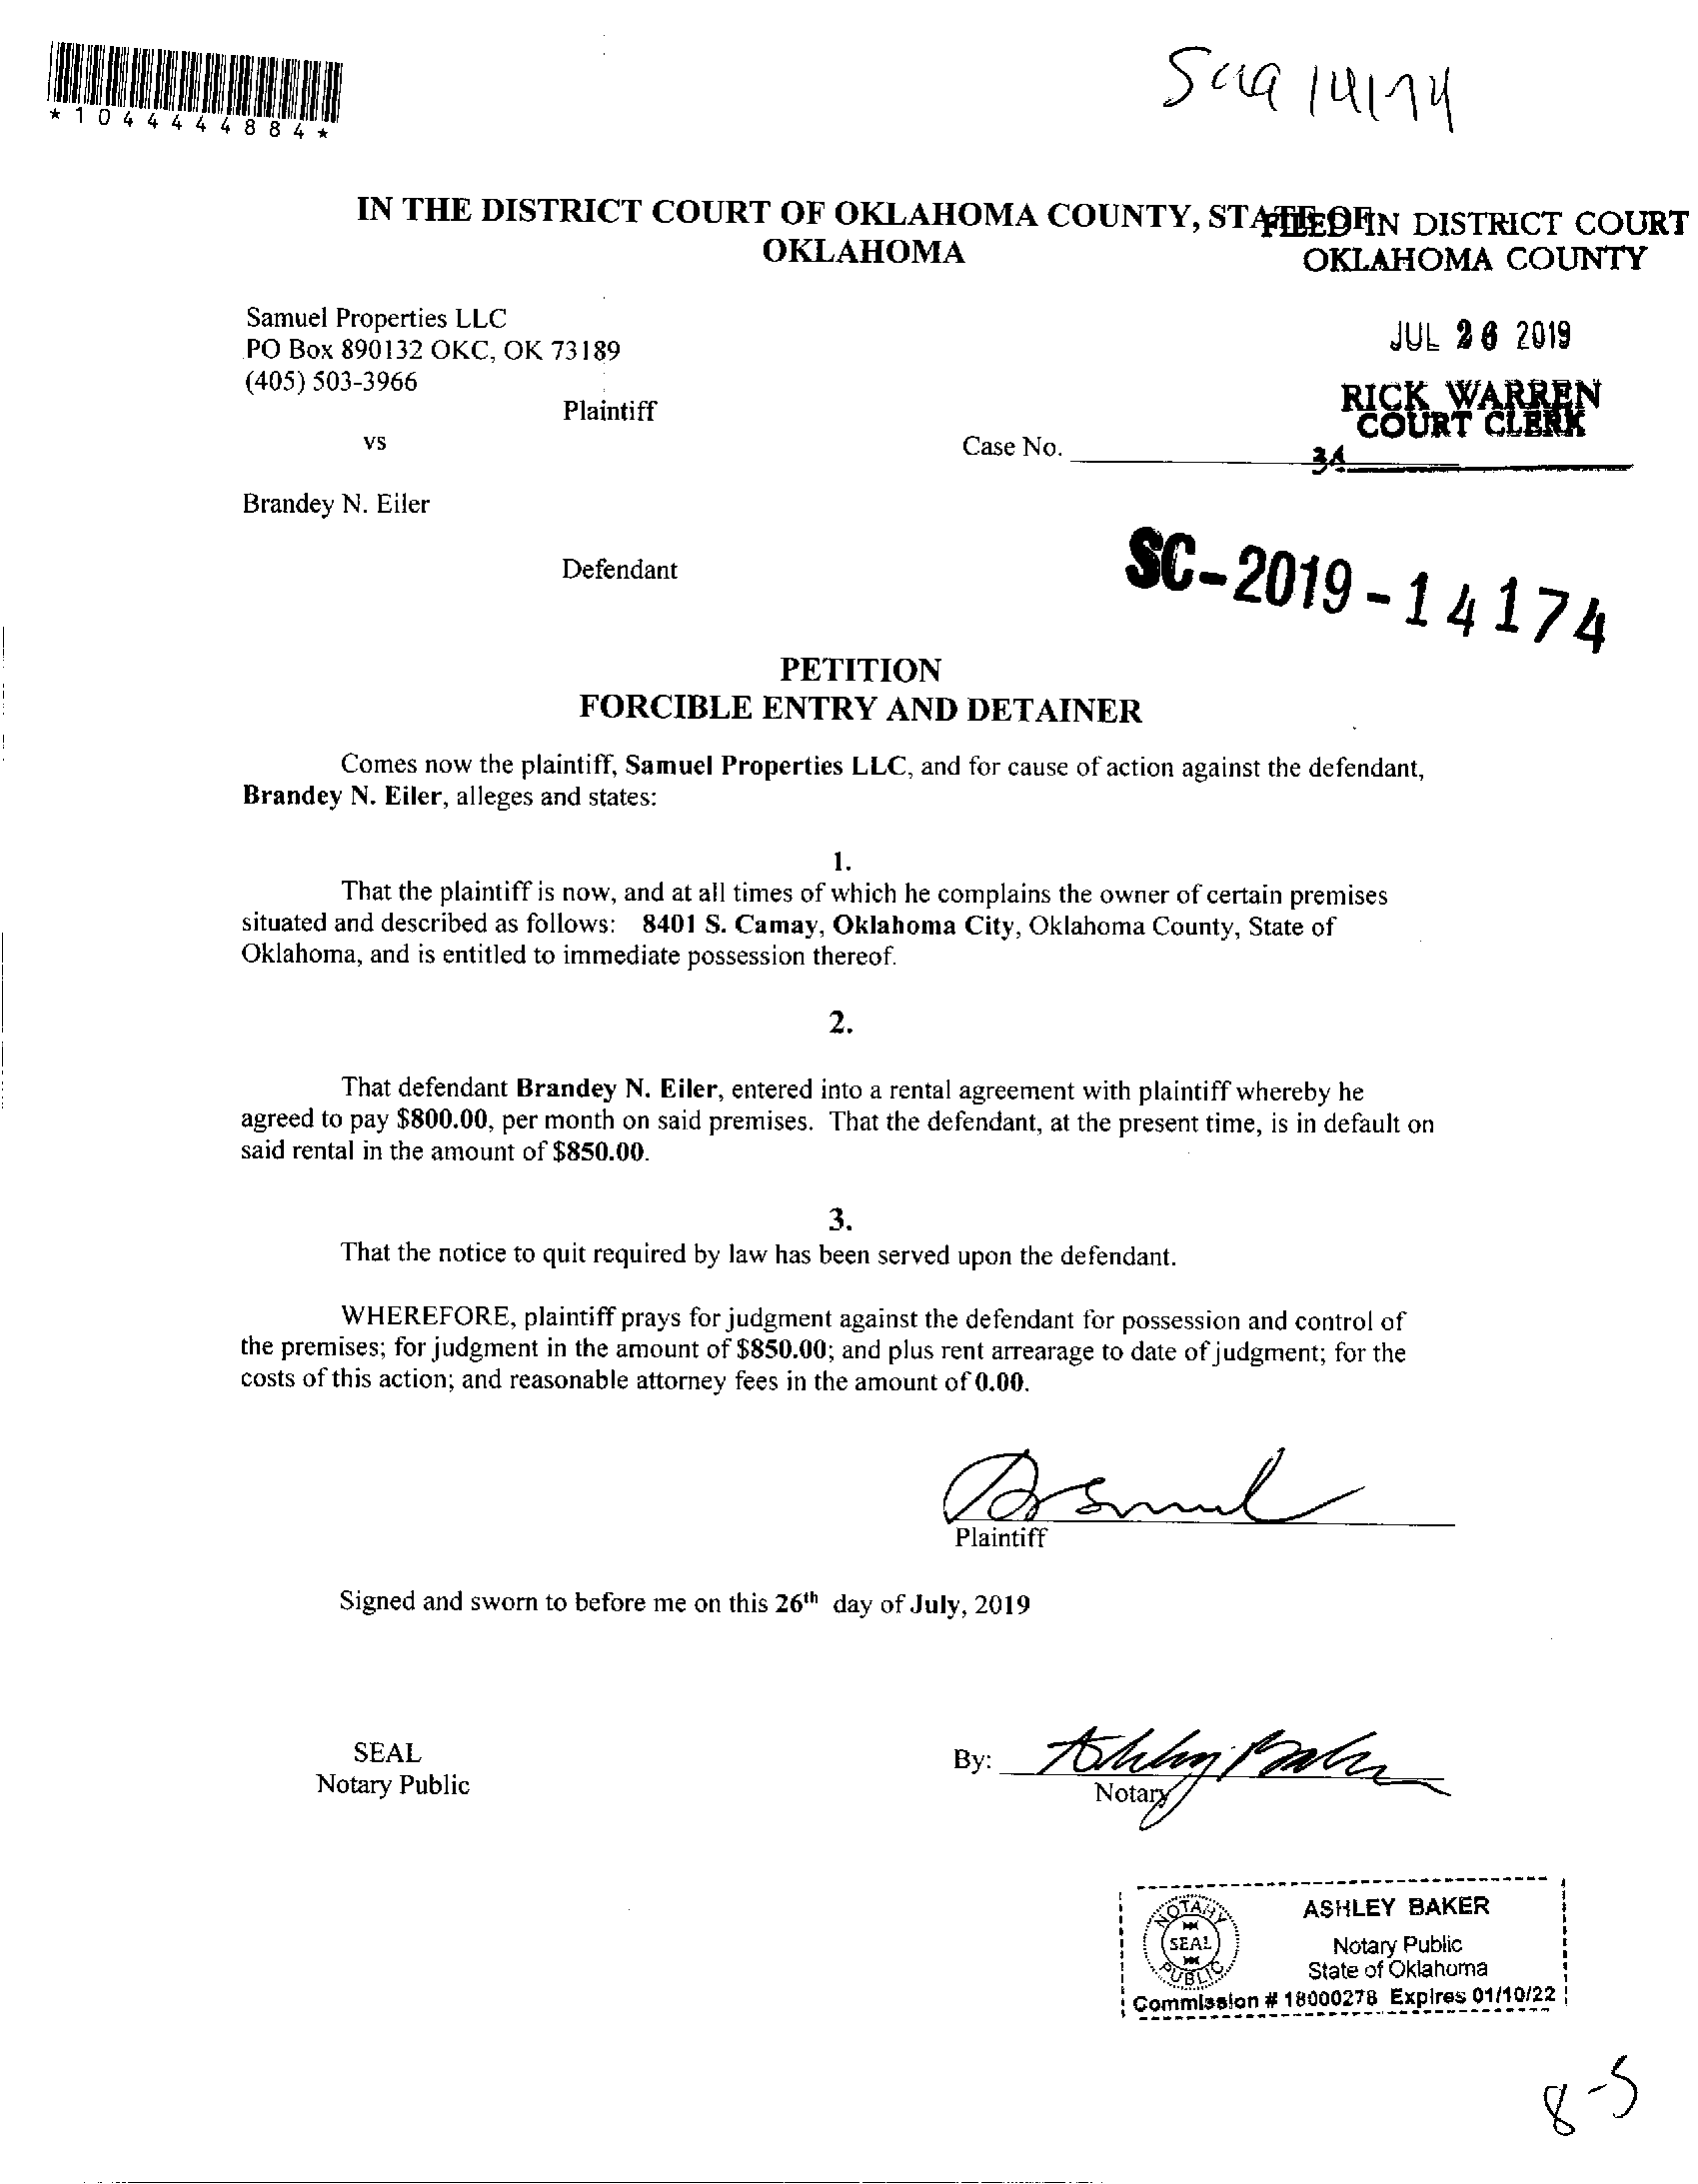 *1044444884*
IN THE DISTRICT COURT OF OKLAHOMA COUNTY, STATE OF
OKLAHOMA
FILED IN DISTRICT COURT
OKLAHOMA COUNTY
JUL 26 2019
RICK WARREN
COURT CLERK
34
Samuel Properties LLC
PO Box 890132 OKC, OK 73189
(405) 503-3966
Plaintiff
vs
Case No.
Brandey N. Eiler
Defendant
SC-2019-14174
PETITION
FORCIBLE ENTRY AND DETAINER
Comes now the plaintiff, Samuel Properties LLC, and for cause of action against the defendant,
Brandey N. Eiler, alleges and states:
1.
That the plaintiff is now, and at all times of which he complains the owner of certain premises
situated and described as follows: 8401 S. Camay, Oklahoma City, Oklahoma County, State of
Oklahoma, and is entitled to immediate possession thereof.
2.
That defendant Brandey N. Eiler, entered into a rental agreement with plaintiff whereby he
agreed to pay $800.00, per month on said premises. That the defendant, at the present time, is in default on
said rental in the amount of $850.00.
3.
That the notice to quit required by law has been served upon the defendant.
WHEREFORE, plaintiff prays for judgment against the defendant for possession and control of
the premises; for judgment in the amount of $850.00; and plus rent arrearage to date of judgment; for the
costs of this action; and reasonable attorney fees in the amount of 0.00.
Plaintiff
Signed and sworn to before me on this 26th day of July, 2019
SEAL
Notary Public
By: Ashley Baker
Notary
NOTARY
SEAL
PUBLIC
ASHLEY BAKER
Notary Public
State of Oklahoma
Commission # 18000278 Expires 01/10/22
8-5